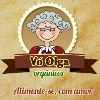 Vó Olga
orgânicos
Alimente-se, com amor.